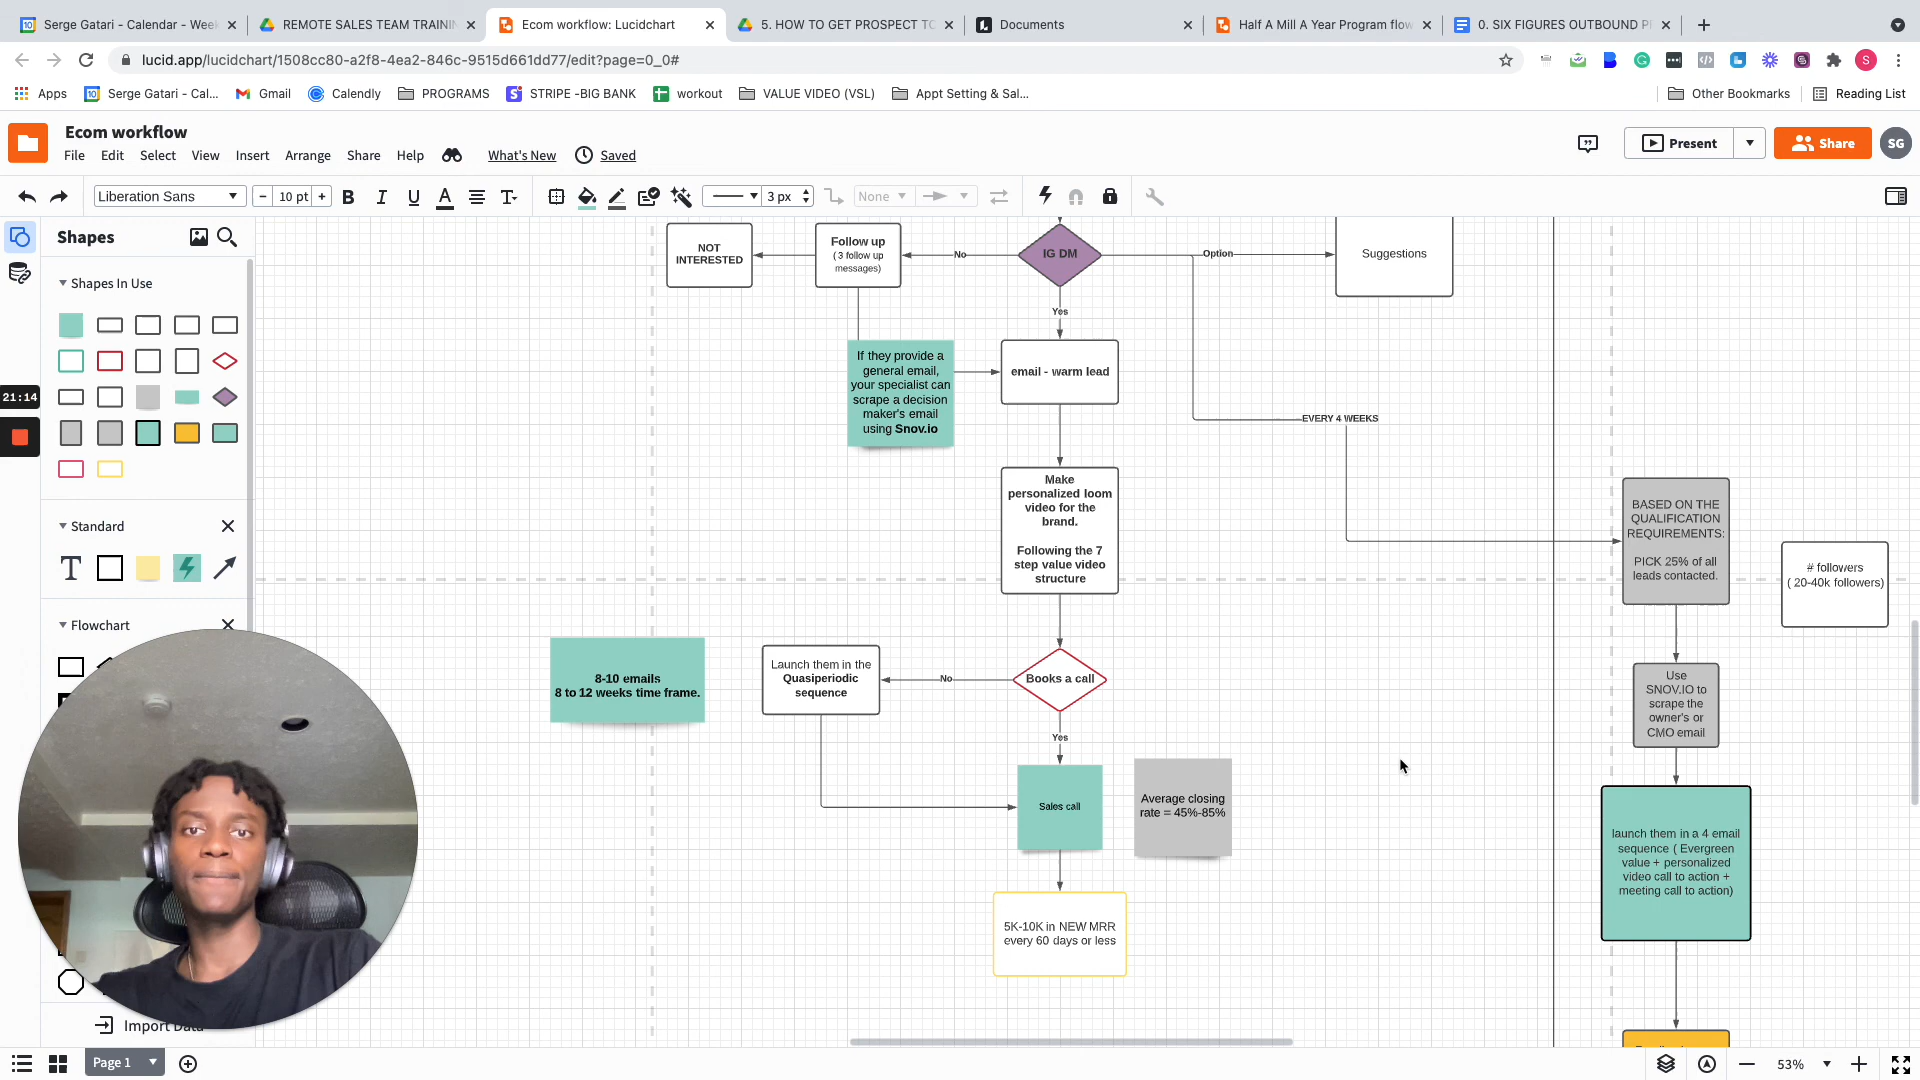 Serge Gatari - Calendar - Week
REMOTE SALES TEAM TRAININ
Ecom workflow: Lucidchart
5. HOW TO GET PROSPECT TO
Documents
Half A Mill A Year Program flow
0. SIX FIGURES OUTBOUND P
lucid.app/lucidchart/1508cc80-a2f8-4ea2-846c-9515d661dd77/edit?page=0_0#
S
Apps
Serge Gatari - Cal...
Gmail
Calendly
PROGRAMS
STRIPE -BIG BANK
workout
VALUE VIDEO (VSL)
Appt Setting & Sal...
Other Bookmarks
Reading List
Ecom workflow
File
Edit
Select
View
Insert
Arrange
Share
Help
What's New
Saved
Present
Share
SG
Liberation Sans
10 pt
3 px
None
Shapes
Shapes In Use
21:14
Standard
Flowchart
Import Data
NOT
INTERESTED
Follow up
( 3 follow up
messages)
No
IG DM
Option
Suggestions
Yes
If they provide a
general email,
your specialist can
scrape a decision
maker's email
using Snov.io
email - warm lead
EVERY 4 WEEKS
Make
personalized loom
video for the
brand.
Following the 7
step value video
structure
BASED ON THE
QUALIFICATION
REQUIREMENTS:
PICK 25% of all
leads contacted.
# followers
( 20-40k followers)
8-10 emails
8 to 12 weeks time frame.
Launch them in the
Quasiperiodic
sequence
No
Books a call
Yes
Use
SNOV.IO to
scrape the
owner's or
CMO email
Sales call
Average closing
rate = 45%-85%
launch them in a 4 email
sequence ( Evergreen
value + personalized
video call to action +
meeting call to action)
5K-10K in NEW MRR
every 60 days or less
Page 1
53%